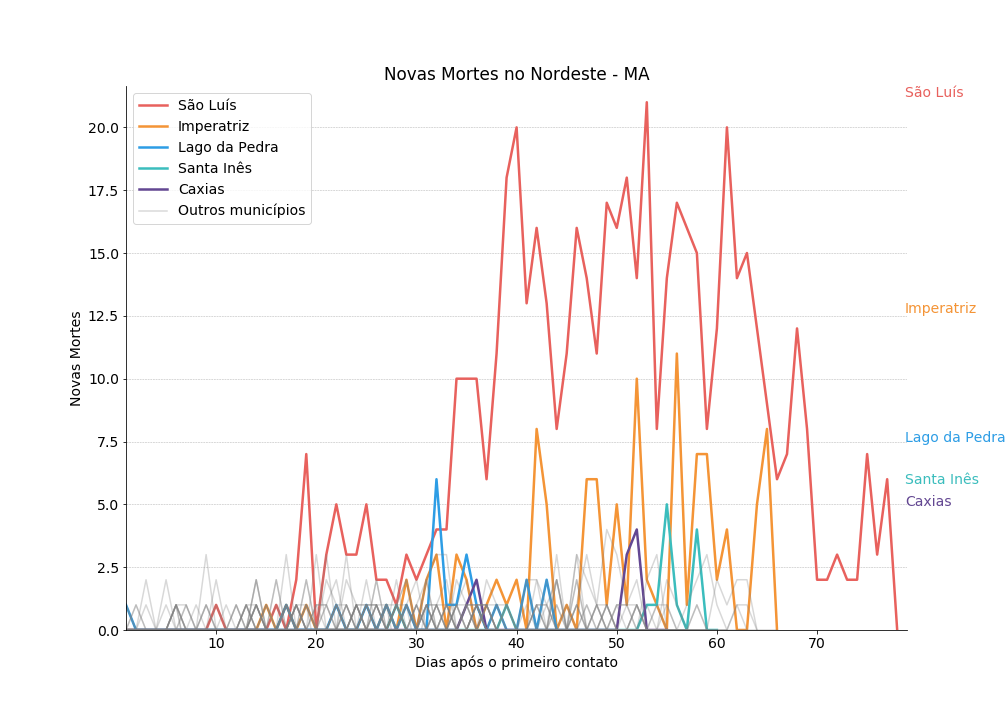 Novas Mortes no Nordeste - MA
São Luís
Imperatriz
Lago da Pedra
Santa Inês
Caxias
Outros municípios
São Luís
Imperatriz
Lago da Pedra
Santa Inês
Caxias
Novas Mortes
20.0
17.5
15.0
12.5
10.0
7.5
5.0
2.5
0.0
10 20 30 40 50 60 70
Dias após o primeiro contato